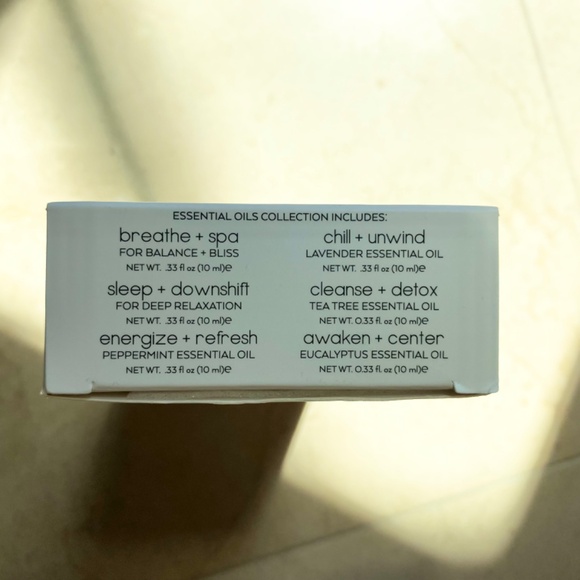 ESSENTIAL OILS COLLECTION INCLUDES:
breathe + spa
FOR BALANCE + BLISS
NET WT. .33 fl oz (10 ml)℮
sleep + downshift
FOR DEEP RELAXATION
NET WT. .33 fl oz (10 ml)℮
energize + refresh
PEPPERMINT ESSENTIAL OIL
NET WT. .33 fl oz (10 ml)℮
chill + unwind
LAVENDER ESSENTIAL OIL
NET WT. .33 fl oz (10 ml)℮
cleanse + detox
TEA TREE ESSENTIAL OIL
NET WT. 0.33 fl oz (10 ml)℮
awaken + center
EUCALYPTUS ESSENTIAL OIL
NET WT. 0.33 fl oz (10 ml)℮